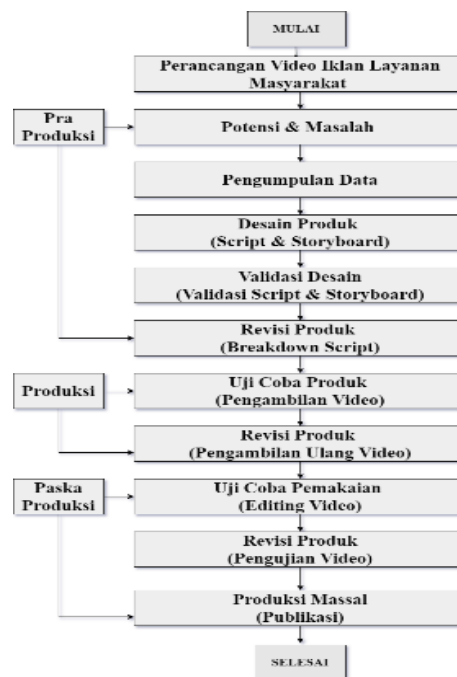 MULAI
Perancangan Video Iklan Layanan
Masyarakat
Pra
Produksi
Potensi & Masalah
Pengumpulan Data
Desain Produk
(Script & Storyboard)
Validasi Desain
(Validasi Script & Storyboard)
Revisi Produk
(Breakdown Script)
Produksi
Uji Coba Produk
(Pengambilan Video)
Revisi Produk
(Pengambilan Ulang Video)
Paska
Produksi
Uji Coba Pemakaian
(Editing Video)
Revisi Produk
(Pengujian Video)
Produksi Massal
(Publikasi)
SELESAI